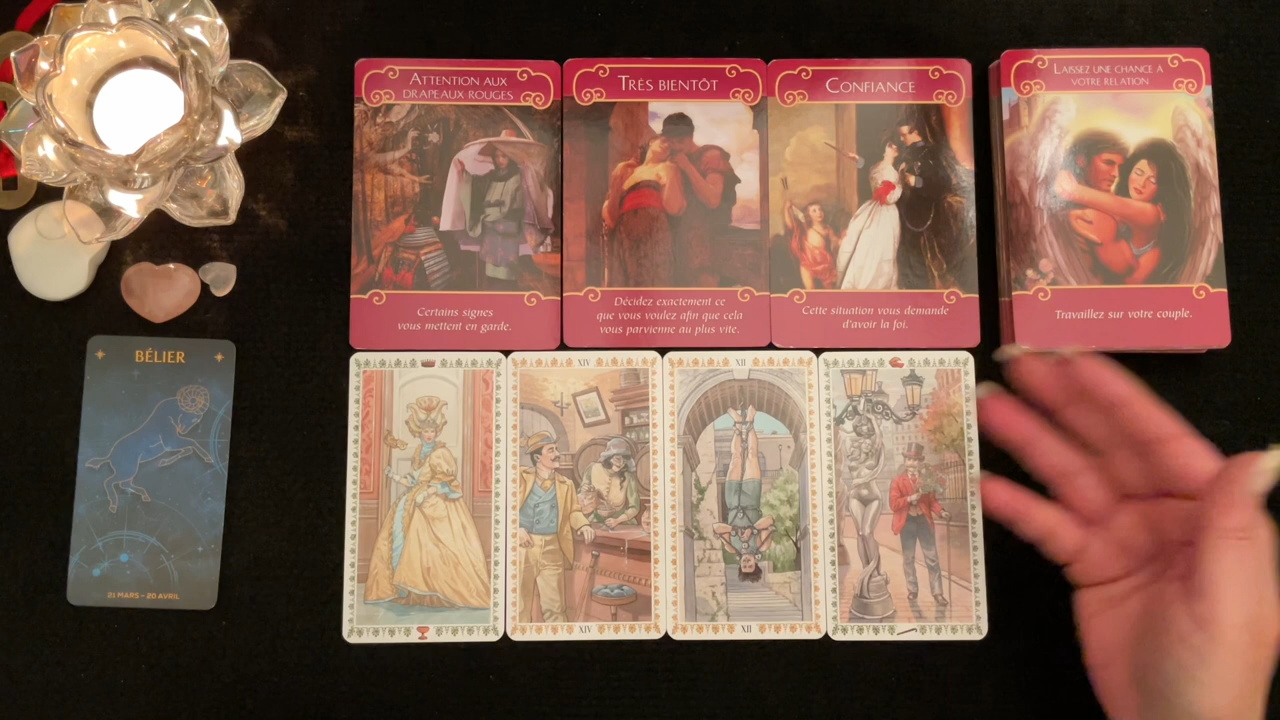 ATTENTION AUX
DRAPEAUX ROUGES
Certains signes
vous mettent en garde.
TRÈS BIENTÔT
Décidez exactement ce
que vous voulez afin que cela
vous parvienne au plus vite.
CONFIANCE
Cette situation vous demande
d'avoir la foi.
LAISSEZ UNE CHANCE À
VOTRE RELATION
Travaillez sur votre couple.
BÉLIER
21 MARS - 20 AVRIL
XIV
XIV
XII
XII